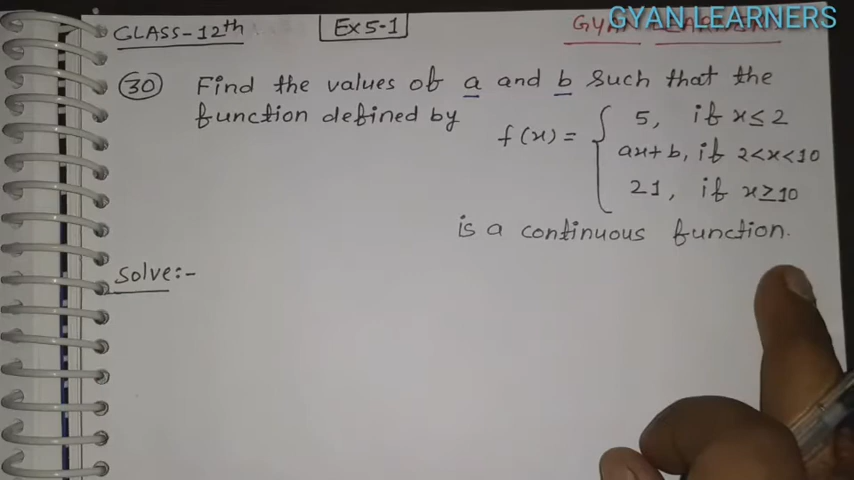 CLASS-12th
Ex 5-1
GYAN LEARNERS
30 Find the values of a and b such that the
function defined by
f(x) = { 5, if x ≤ 2
ax + b, if 2 < x < 10
21, if x ≥ 10
is a continuous function.
Solve:-